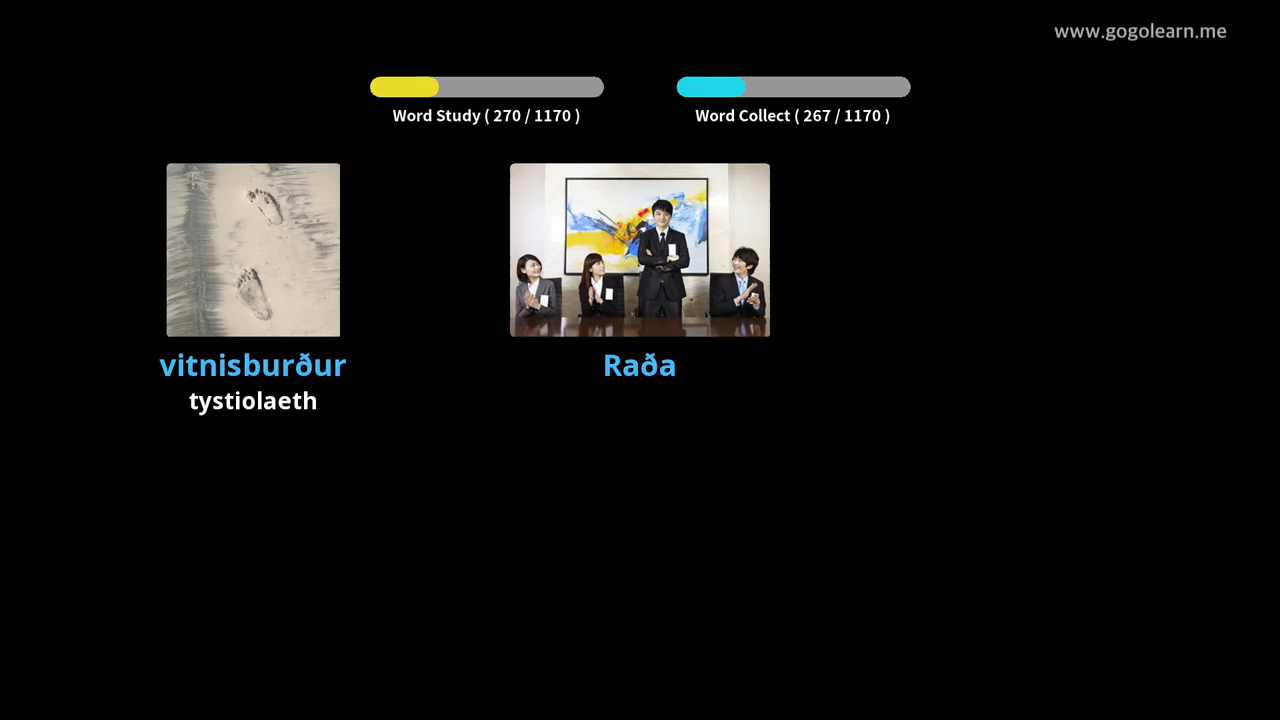 www.gogolearn.me
Word Study ( 270 / 1170 )
Word Collect ( 267 / 1170 )
vitnisburður
tystiolaeth
Raða